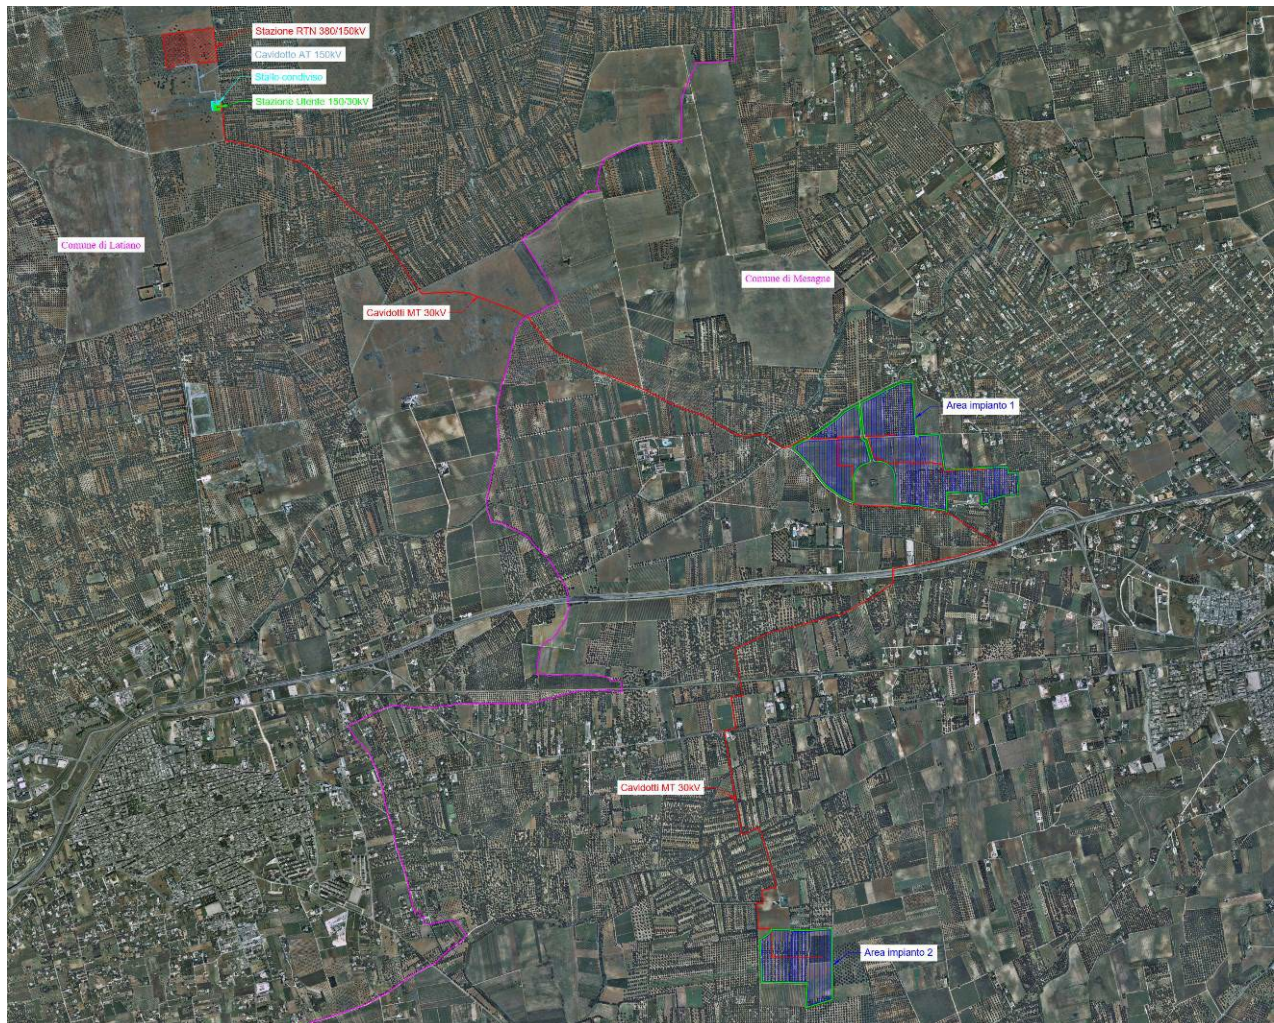 Stazione RTN 380/150kV
Cavidotto AT 150kV
Stallo condiviso
Stazione Utente 150/30kV
Comune di Latiano
Comune di Mesagne
Cavidotti MT 30kV
Area impianto 1
Cavidotti MT 30kV
Area impianto 2